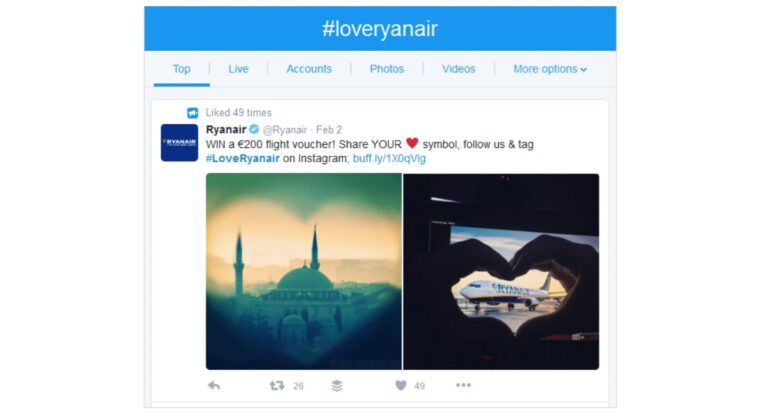 #loveryanair
Top Live Accounts Photos Videos More options
Liked 49 times
Ryanair @Ryanair · Feb 2
RYANAIR
WIN a €200 flight voucher! Share YOUR ❤ symbol, follow us & tag
#LoveRyanair on Instagram; buff.ly/1X0qVlg
RYANAIR
26 49